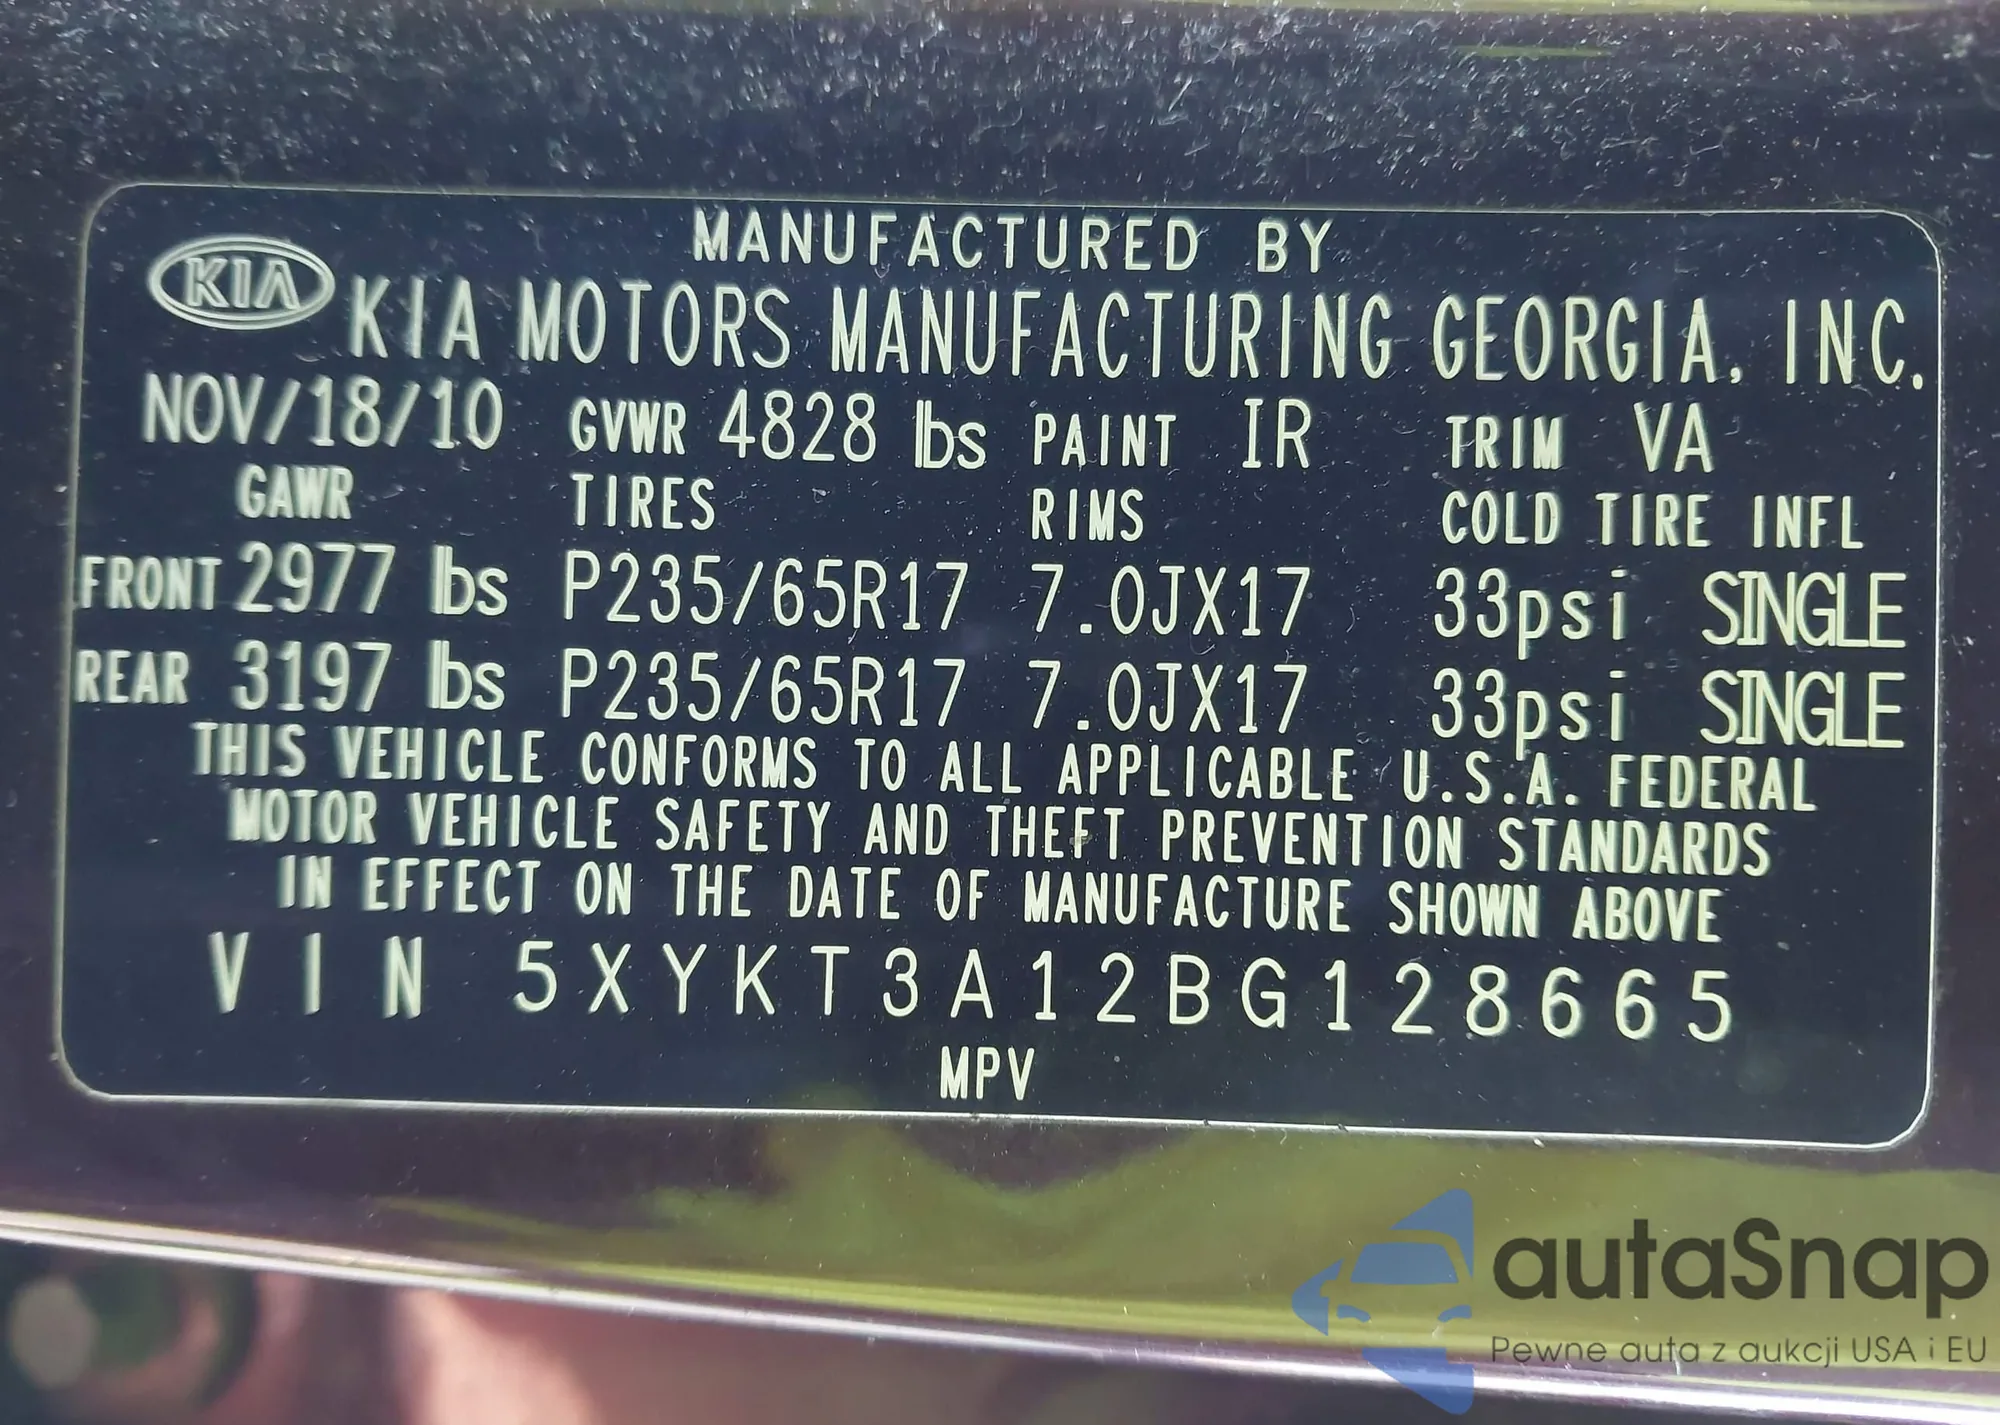 MANUFACTURED BY
KIA KIA MOTORS MANUFACTURING GEORGIA, INC.
NOV/18/10 GVWR 4828 lbs PAINT IR TRIM VA
GAWR TIRES RIMS COLD TIRE INFL
FRONT 2977 lbs P235/65R17 7.0JX17 33psi SINGLE
REAR 3197 lbs P235/65R17 7.0JX17 33psi SINGLE
THIS VEHICLE CONFORMS TO ALL APPLICABLE U.S.A. FEDERAL
MOTOR VEHICLE SAFETY AND THEFT PREVENTION STANDARDS
IN EFFECT ON THE DATE OF MANUFACTURE SHOWN ABOVE
VIN 5XYKT3A12BG128665
MPV
autaSnap
Pewne auta z aukcji USA i EU